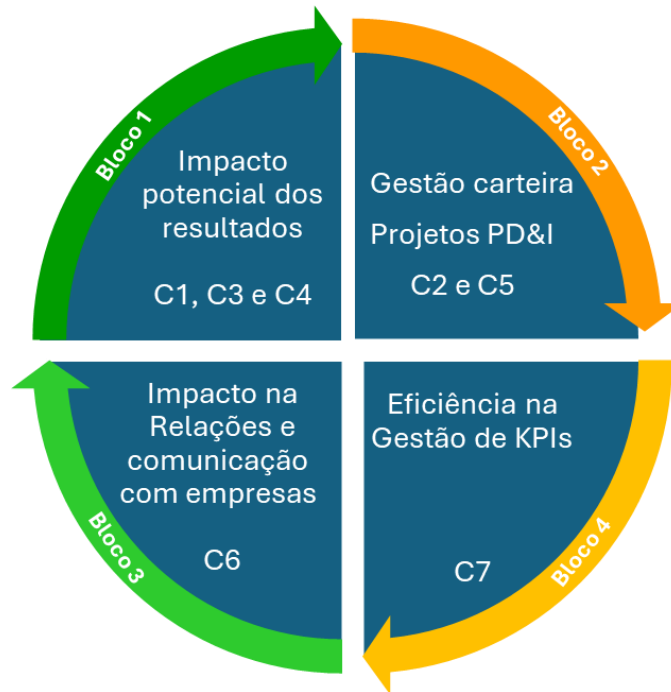 Bloco 1
Impacto
potencial dos
resultados
C1, C3 e C4
Bloco 2
Gestão carteira
Projetos PD&I
C2 e C5
Bloco 3
Impacto na
Relações e
comunicação
com empresas
C6
Bloco 4
Eficiência na
Gestão de KPIs
C7